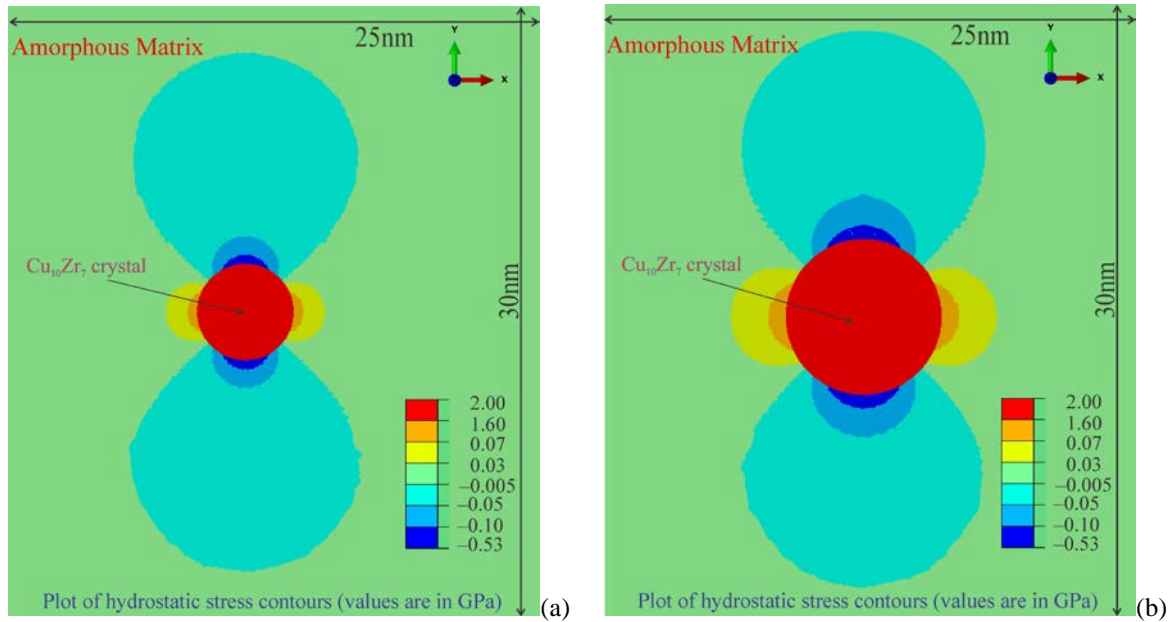 25nm
Amorphous Matrix
Y
X
Cu₁₀Zr₇ crystal
30nm
2.00
1.60
0.07
0.03
–0.005
–0.05
–0.10
–0.53
Plot of hydrostatic stress contours (values are in GPa)
(a)
25nm
Amorphous Matrix
Y
X
Cu₁₀Zr₇ crystal
30nm
2.00
1.60
0.07
0.03
–0.005
–0.05
–0.10
–0.53
Plot of hydrostatic stress contours (values are in GPa)
(b)